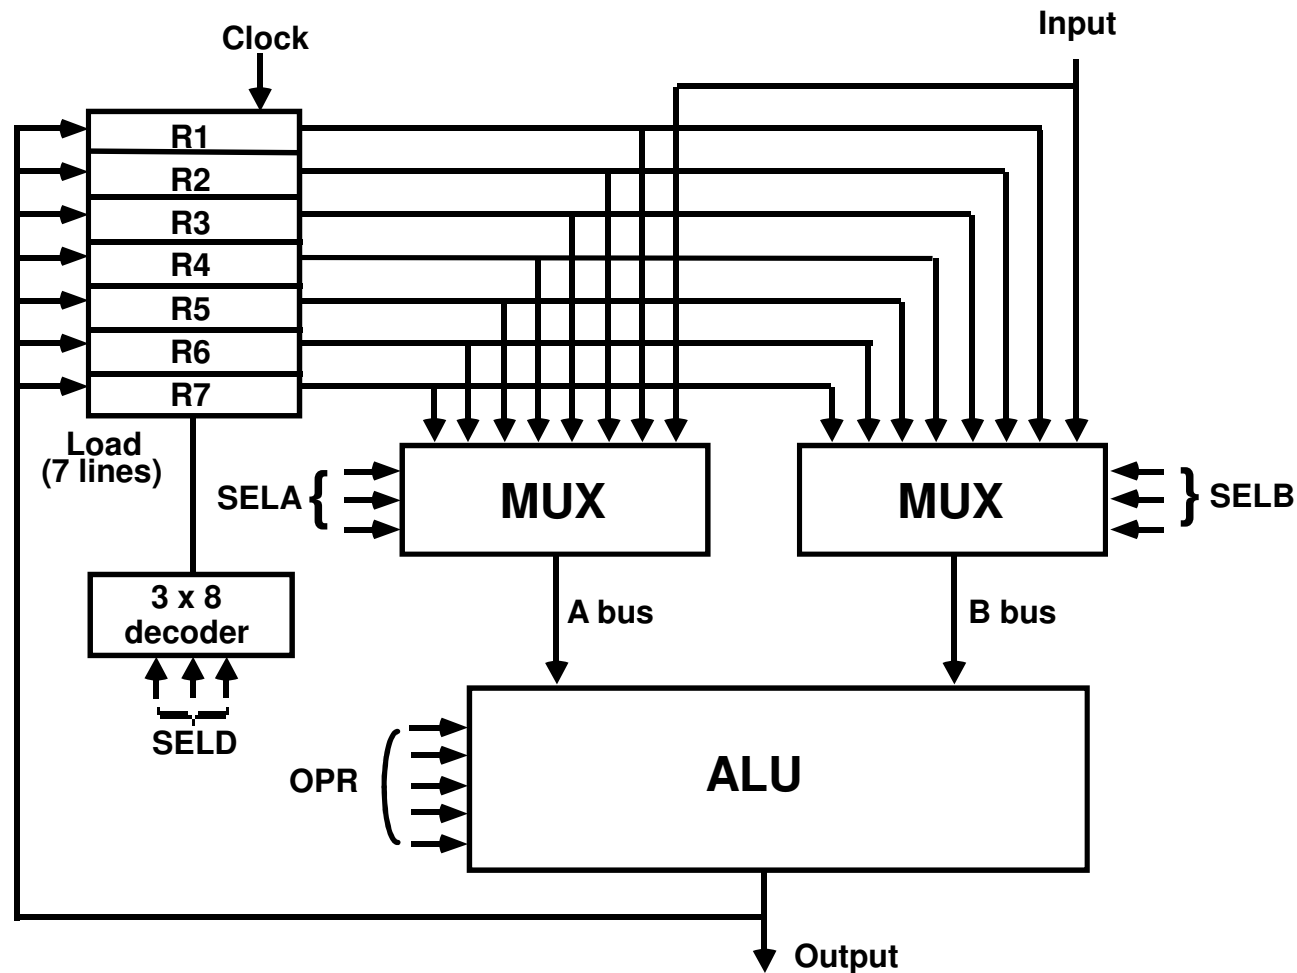 Clock
Input
R1
R2
R3
R4
R5
R6
R7
Load
(7 lines)
SELA {
MUX
MUX
} SELB
3 x 8
decoder
A bus
B bus
SELD
OPR
ALU
Output